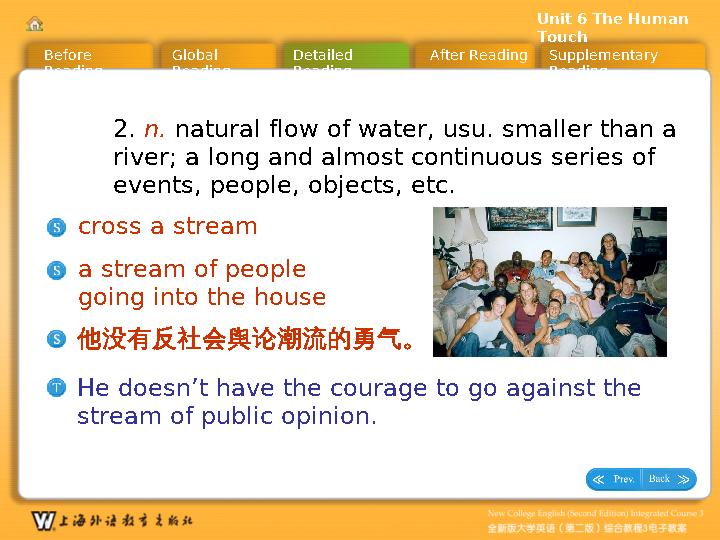 Unit 6 The Human
Touch
Before
Reading
Global
Reading
Detailed
Reading
After Reading
Supplementary
Reading
2. n. natural flow of water, usu. smaller than a
river; a long and almost continuous series of
events, people, objects, etc.
S cross a stream
S a stream of people
going into the house
S 他没有反社会舆论潮流的勇气。
T He doesn’t have the courage to go against the
stream of public opinion.
Prev. Back
W 上海外语教育出版社
New College English (Second Edition) Integrated Course 3
全新版大学英语（第二版）综合教程3电子教案